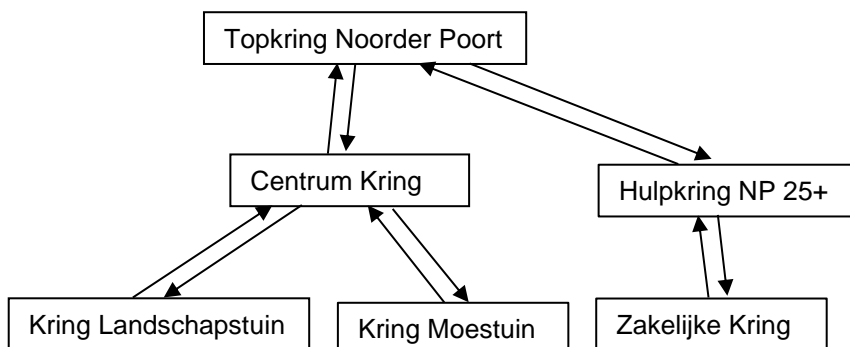 Topkring Noorder Poort
Centrum Kring
Hulpkring NP 25+
Kring Landschapstuin
Kring Moestuin
Zakelijke Kring